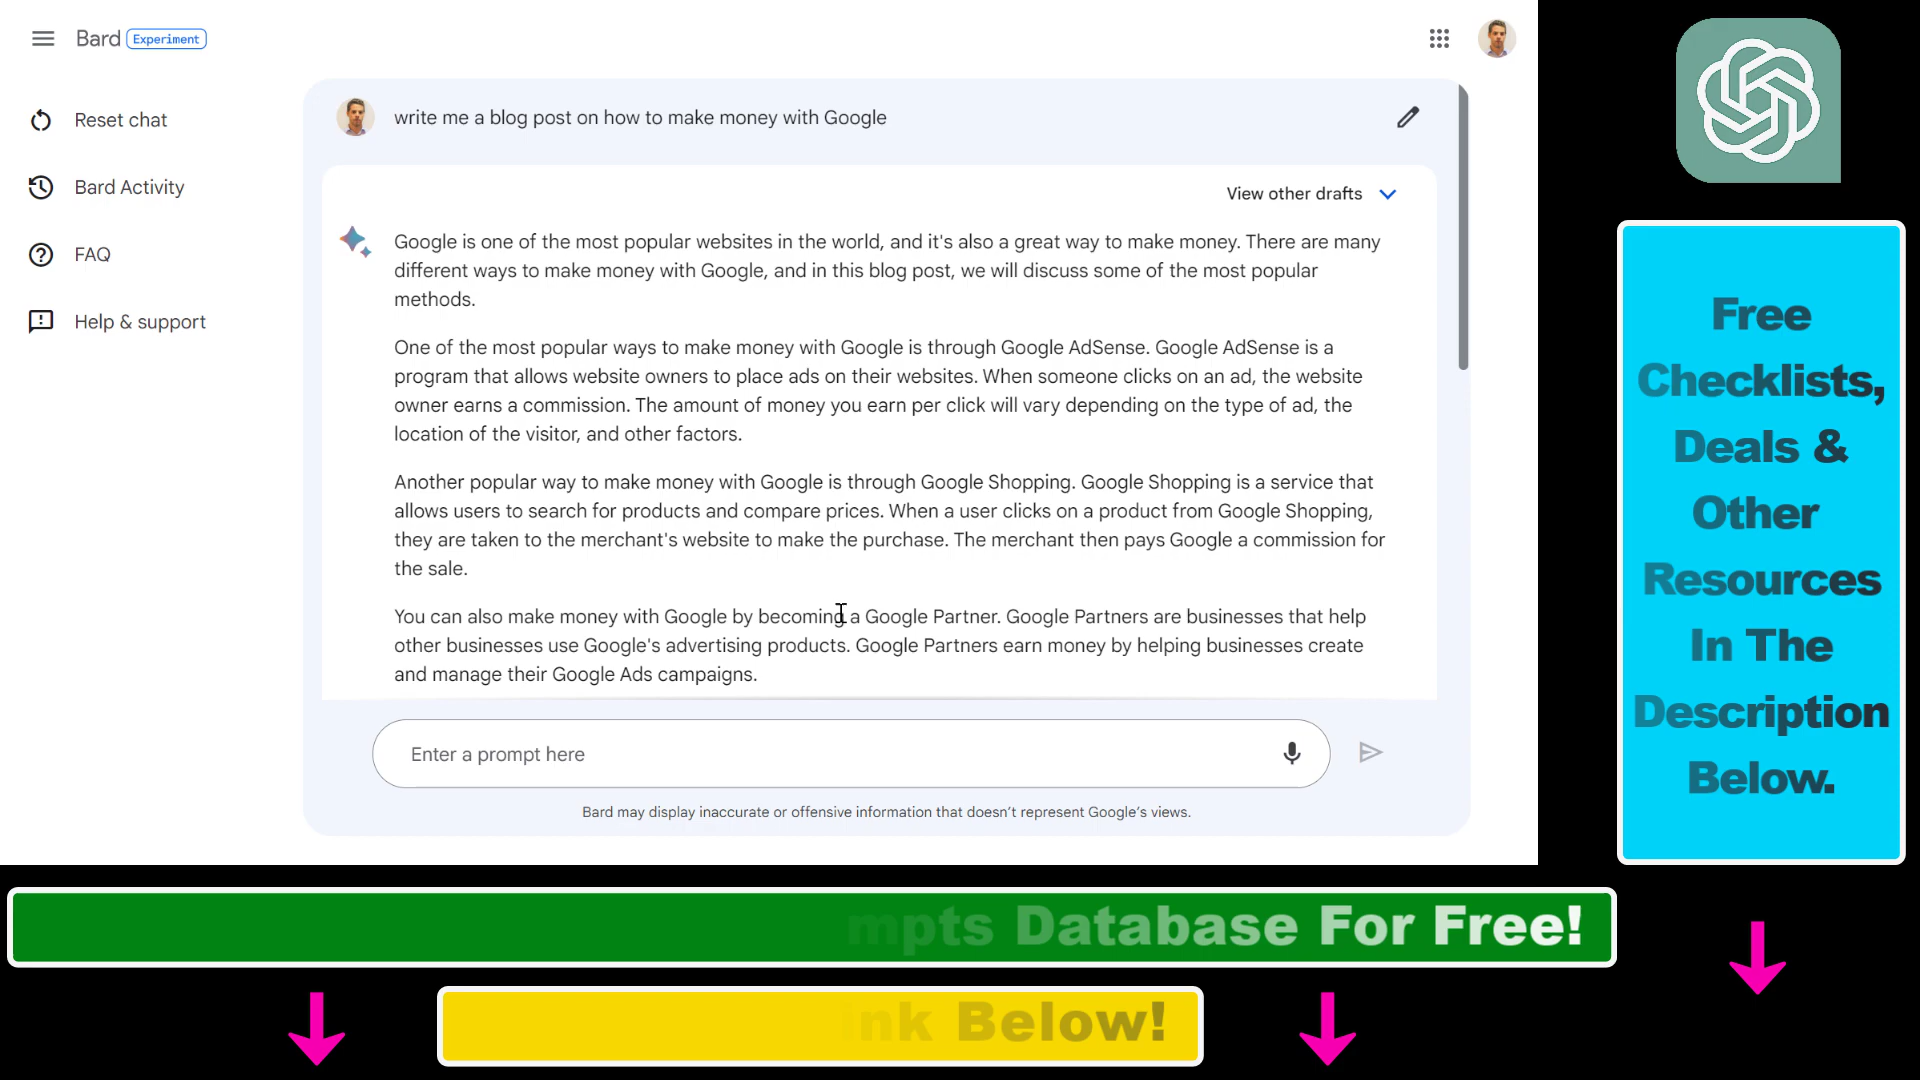 Bard Experiment
Reset chat
Bard Activity
FAQ
Help & support
write me a blog post on how to make money with Google
View other drafts
Google is one of the most popular websites in the world, and it's also a great way to make money. There are many
different ways to make money with Google, and in this blog post, we will discuss some of the most popular
methods.
One of the most popular ways to make money with Google is through Google AdSense. Google AdSense is a
program that allows website owners to place ads on their websites. When someone clicks on an ad, the website
owner earns a commission. The amount of money you earn per click will vary depending on the type of ad, the
location of the visitor, and other factors.
Another popular way to make money with Google is through Google Shopping. Google Shopping is a service that
allows users to search for products and compare prices. When a user clicks on a product from Google Shopping,
they are taken to the merchant's website to make the purchase. The merchant then pays Google a commission for
the sale.
You can also make money with Google by becoming a Google Partner. Google Partners are businesses that help
other businesses use Google's advertising products. Google Partners earn money by helping businesses create
and manage their Google Ads campaigns.
Enter a prompt here
Bard may display inaccurate or offensive information that doesn't represent Google's views.
Free
Checklists,
Deals &
Other
Resources
In The
Description
Below.
mpts Database For Free!
ink Below!